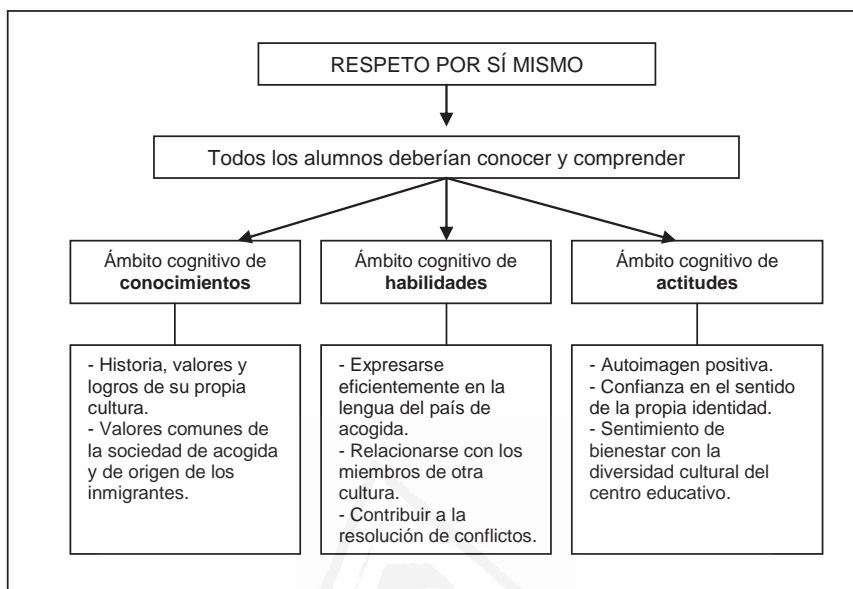 RESPETO POR SÍ MISMO
Todos los alumnos deberían conocer y comprender
Ámbito cognitivo de
conocimientos
- Historia, valores y
logros de su propia
cultura.
- Valores comunes de
la sociedad de acogida
y de origen de los
inmigrantes.
Ámbito cognitivo de
habilidades
- Expresarse
eficientemente en la
lengua del país de
acogida.
- Relacionarse con los
miembros de otra
cultura.
- Contribuir a la
resolución de conflictos.
Ámbito cognitivo de
actitudes
- Autoimagen positiva.
- Confianza en el sentido
de la propia identidad.
- Sentimiento de
bienestar con la
diversidad cultural del
centro educativo.